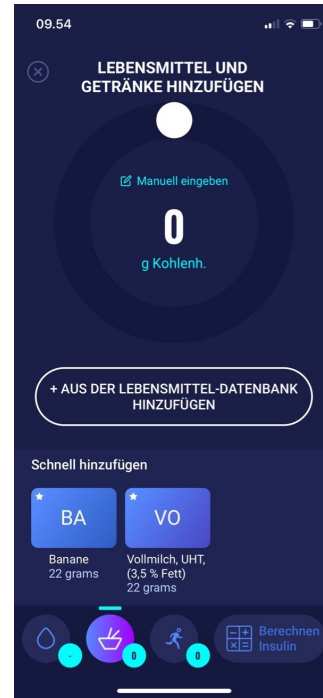 09.54
LEBENSMITTEL UND
GETRÄNKE HINZUFÜGEN
Manuell eingeben
0
g Kohlenh.
+ AUS DER LEBENSMITTEL-DATENBANK
HINZUFÜGEN
Schnell hinzufügen
BA
VO
Banane
22 grams
Vollmilch, UHT,
(3,5 % Fett)
22 grams
-
0
0
Berechnen
Insulin